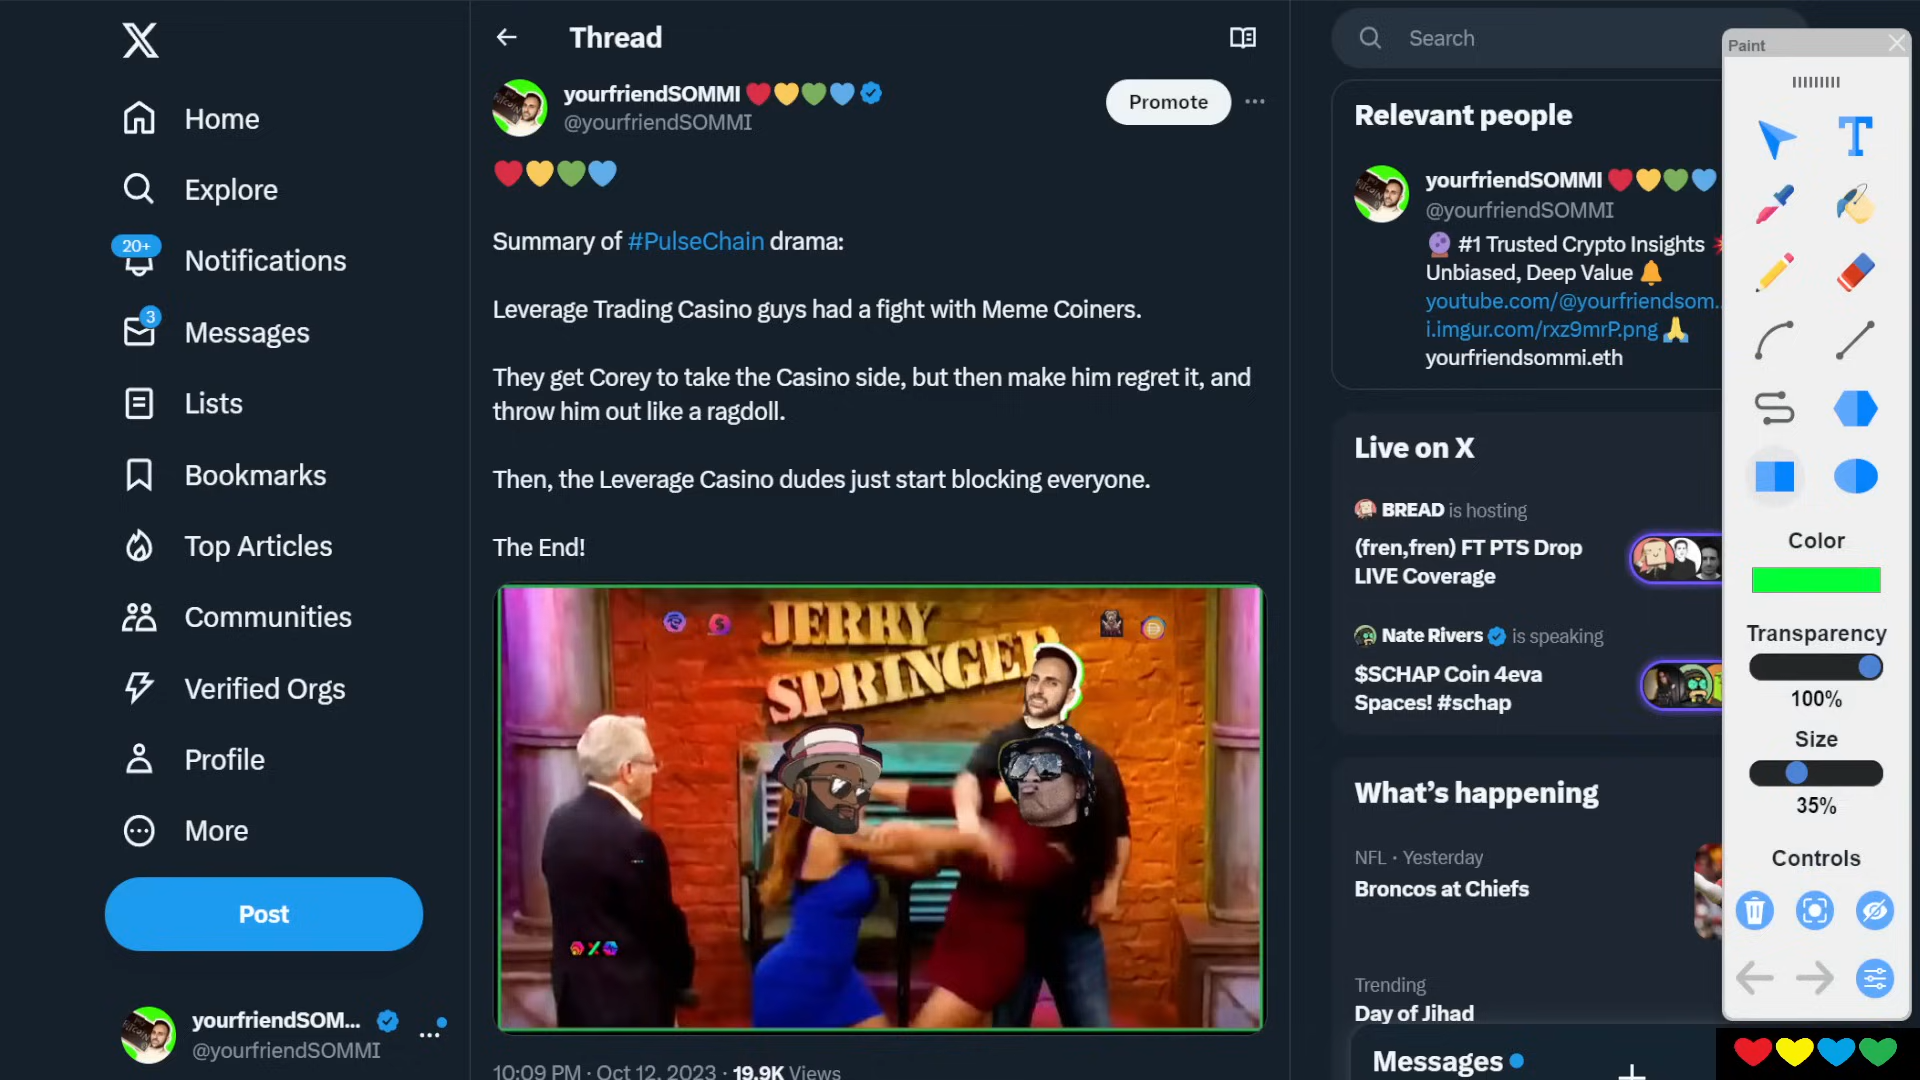 Thread
Search
Paint
yourfriendSOMMI
@yourfriendSOMMI
Promote
Home
Explore
20+
Notifications
3
Messages
Lists
Bookmarks
Top Articles
Communities
Verified Orgs
Profile
More
Post
yourfriendSOM...
@yourfriendSOMMI
Summary of #PulseChain drama:
Leverage Trading Casino guys had a fight with Meme Coiners.
They get Corey to take the Casino side, but then make him regret it, and
throw him out like a ragdoll.
Then, the Leverage Casino dudes just start blocking everyone.
The End!
JERRY
SPRINGER
10:09 PM · Oct 12, 2023 · 19.9K Views
Relevant people
yourfriendSOMMI
@yourfriendSOMMI
#1 Trusted Crypto Insights
Unbiased, Deep Value
youtube.com/@yourfriendsom...
i.imgur.com/rxz9mrP.png
yourfriendsommi.eth
Live on X
BREAD is hosting
(fren,fren) FT PTS Drop
LIVE Coverage
Nate Rivers is speaking
$SCHAP Coin 4eva
Spaces! #schap
What's happening
NFL · Yesterday
Broncos at Chiefs
Trending
Day of Jihad
Messages
T
Color
Transparency
100%
Size
35%
Controls